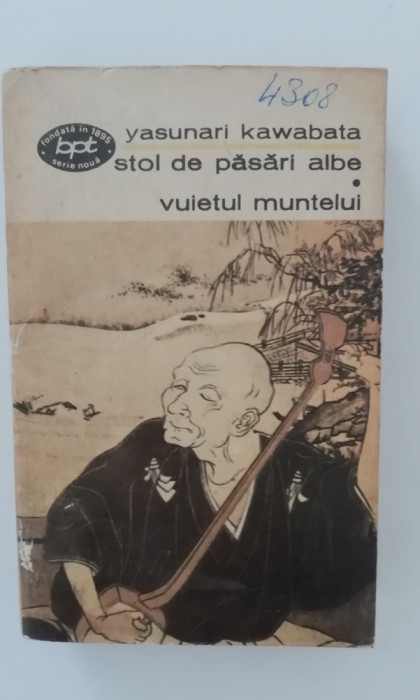 4308
fondată în 1895
bpt
serie nouă
yasunari kawabata
stol de păsări albe
•
vuietul muntelui